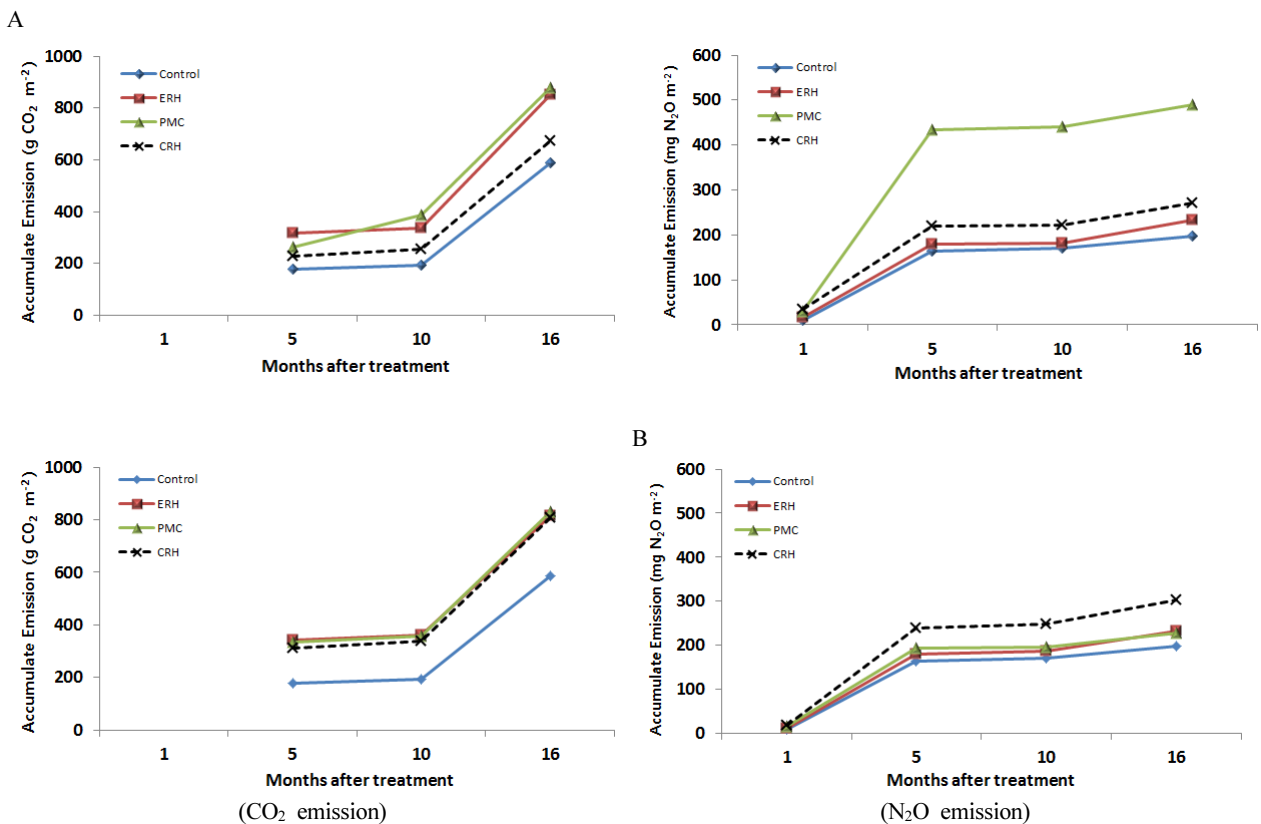 A
Accumulate Emission (g CO₂ m⁻²)
1000
800
600
400
200
0
Control
ERH
PMC
CRH
1 5 10 16
Months after treatment
Accumulate Emission (mg N₂O m⁻²)
600
500
400
300
200
100
0
Control
ERH
PMC
CRH
1 5 10 16
Months after treatment
B
Accumulate Emission (g CO₂ m⁻²)
1000
800
600
400
200
0
Control
ERH
PMC
CRH
1 5 10 16
Months after treatment
(CO₂ emission)
Accumulate Emission (mg N₂O m⁻²)
600
500
400
300
200
100
0
Control
ERH
PMC
CRH
1 5 10 16
Months after treatment
(N₂O emission)